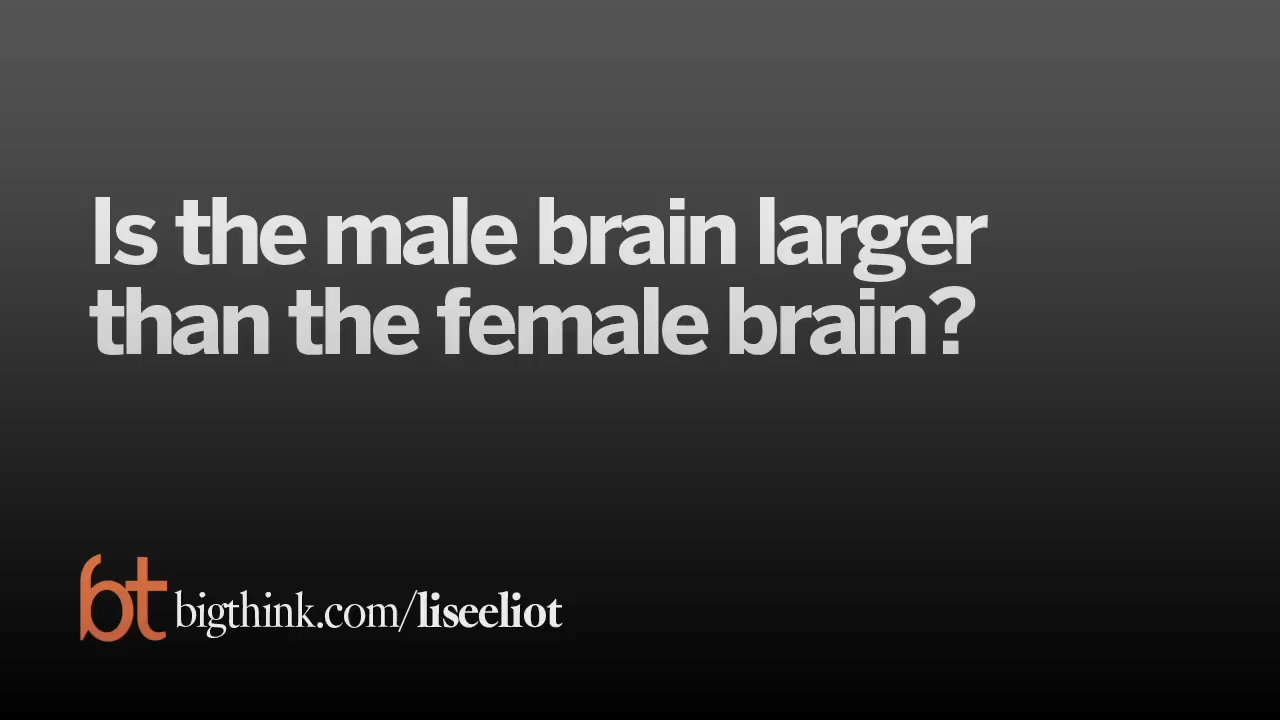 Is the male brain larger
than the female brain?
bt bigthink.com/liseeliot